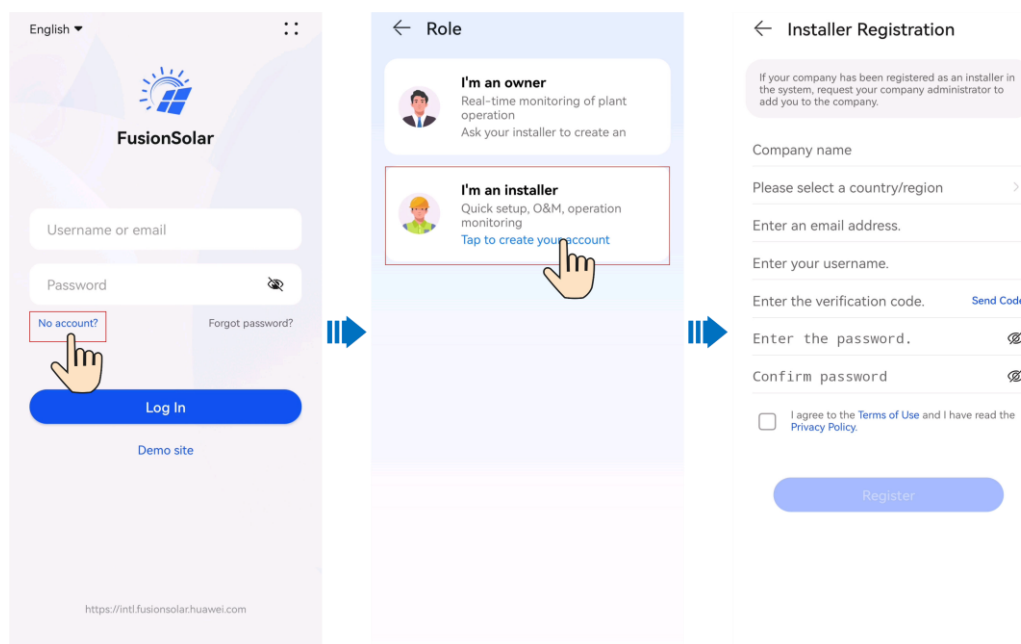 English
FusionSolar
Username or email
Password
No account?
Forgot password?
Log In
Demo site
https://intl.fusionsolar.huawei.com
Role
I'm an owner
Real-time monitoring of plant
operation
Ask your installer to create an
I'm an installer
Quick setup, O&M, operation
monitoring
Tap to create your account
Installer Registration
If your company has been registered as an installer in
the system, request your company administrator to
add you to the company.
Company name
Please select a country/region
Enter an email address.
Enter your username.
Enter the verification code.
Send Code
Enter the password.
Confirm password
I agree to the Terms of Use and I have read the
Privacy Policy.
Register